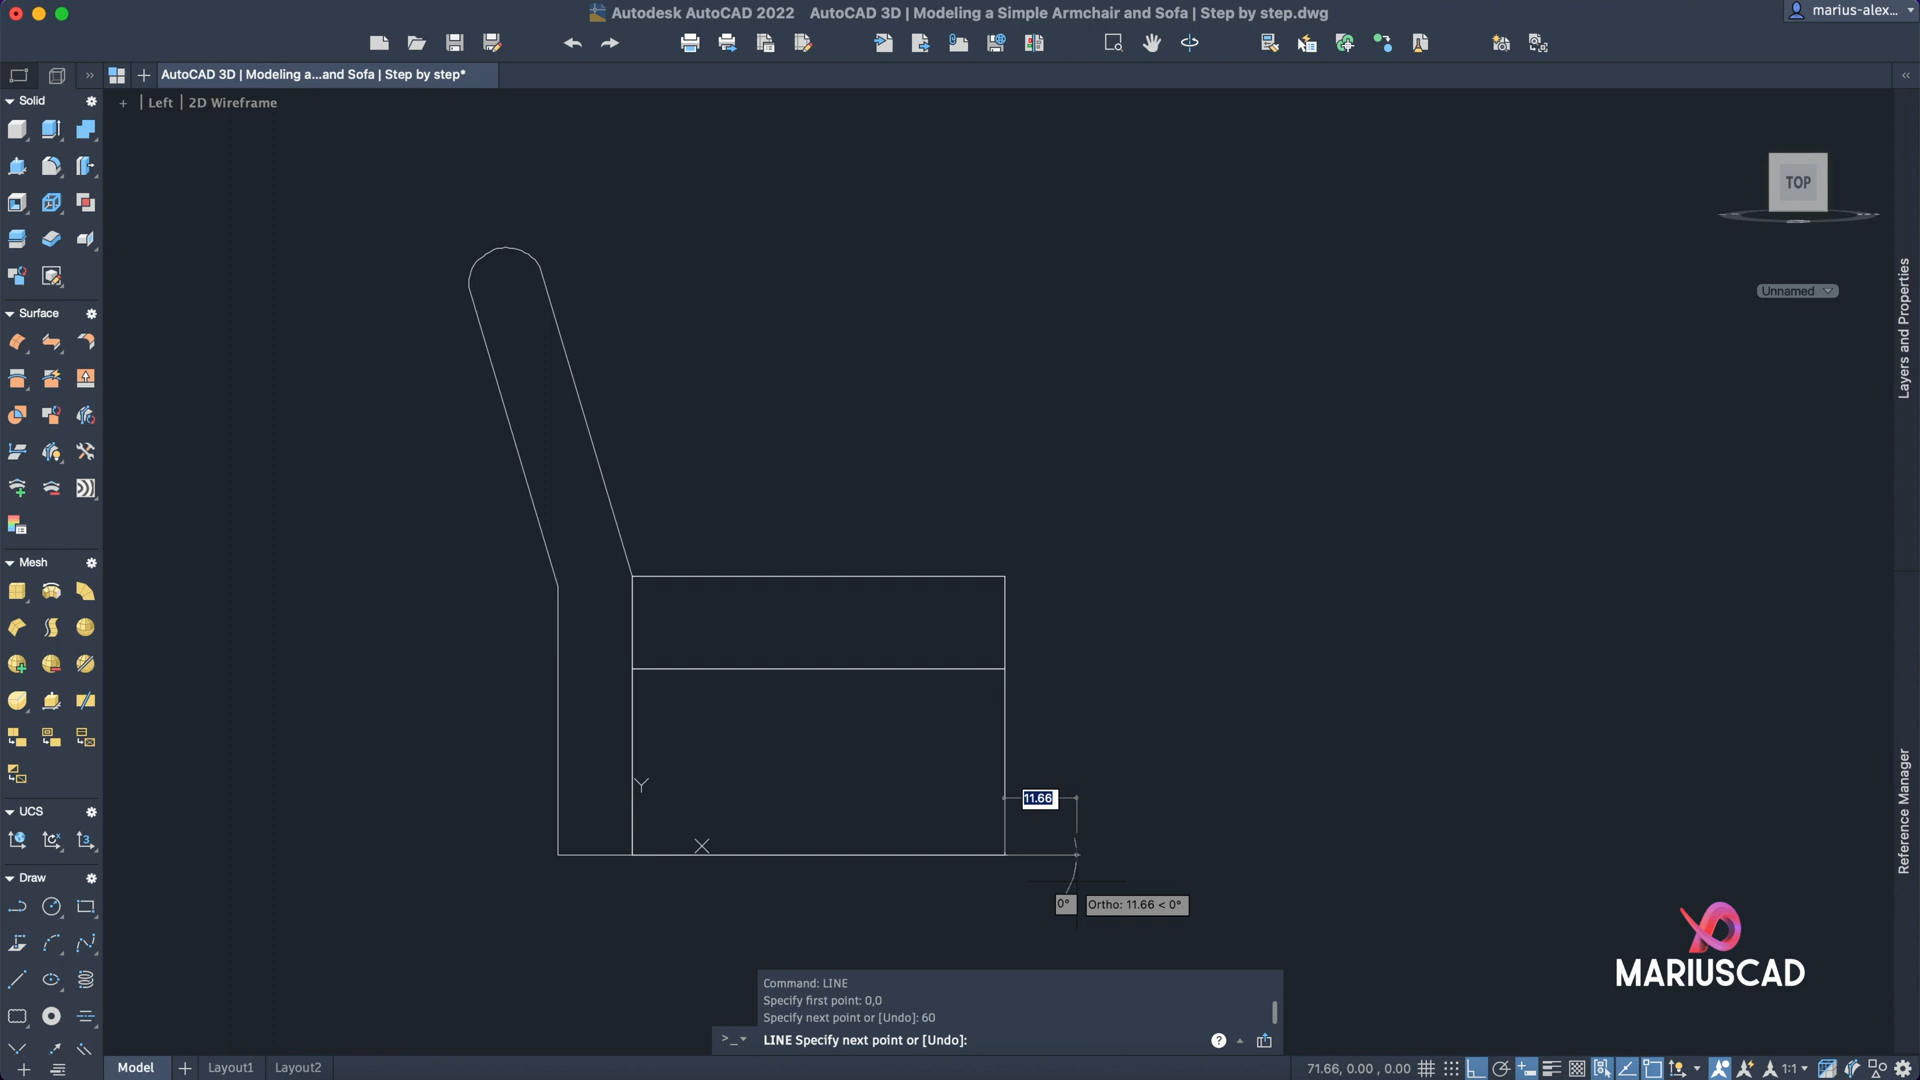 Autodesk AutoCAD 2022 AutoCAD 3D | Modeling a Simple Armchair and Sofa | Step by step.dwg
marius-alex...
AutoCAD 3D | Modeling a...and Sofa | Step by step*
Solid
+ | Left | 2D Wireframe
TOP
Unnamed
Surface
Layers and Properties
Mesh
Y
11.66
UCS
X
3
Reference Manager
Draw
0°
Ortho: 11.66 < 0°
MARIUSCAD
Command: LINE
Specify first point: 0,0
Specify next point or [Undo]: 60
>_ LINE Specify next point or [Undo]:
?
Model
Layout1
Layout2
71.66, 0.00 , 0.00
1:1